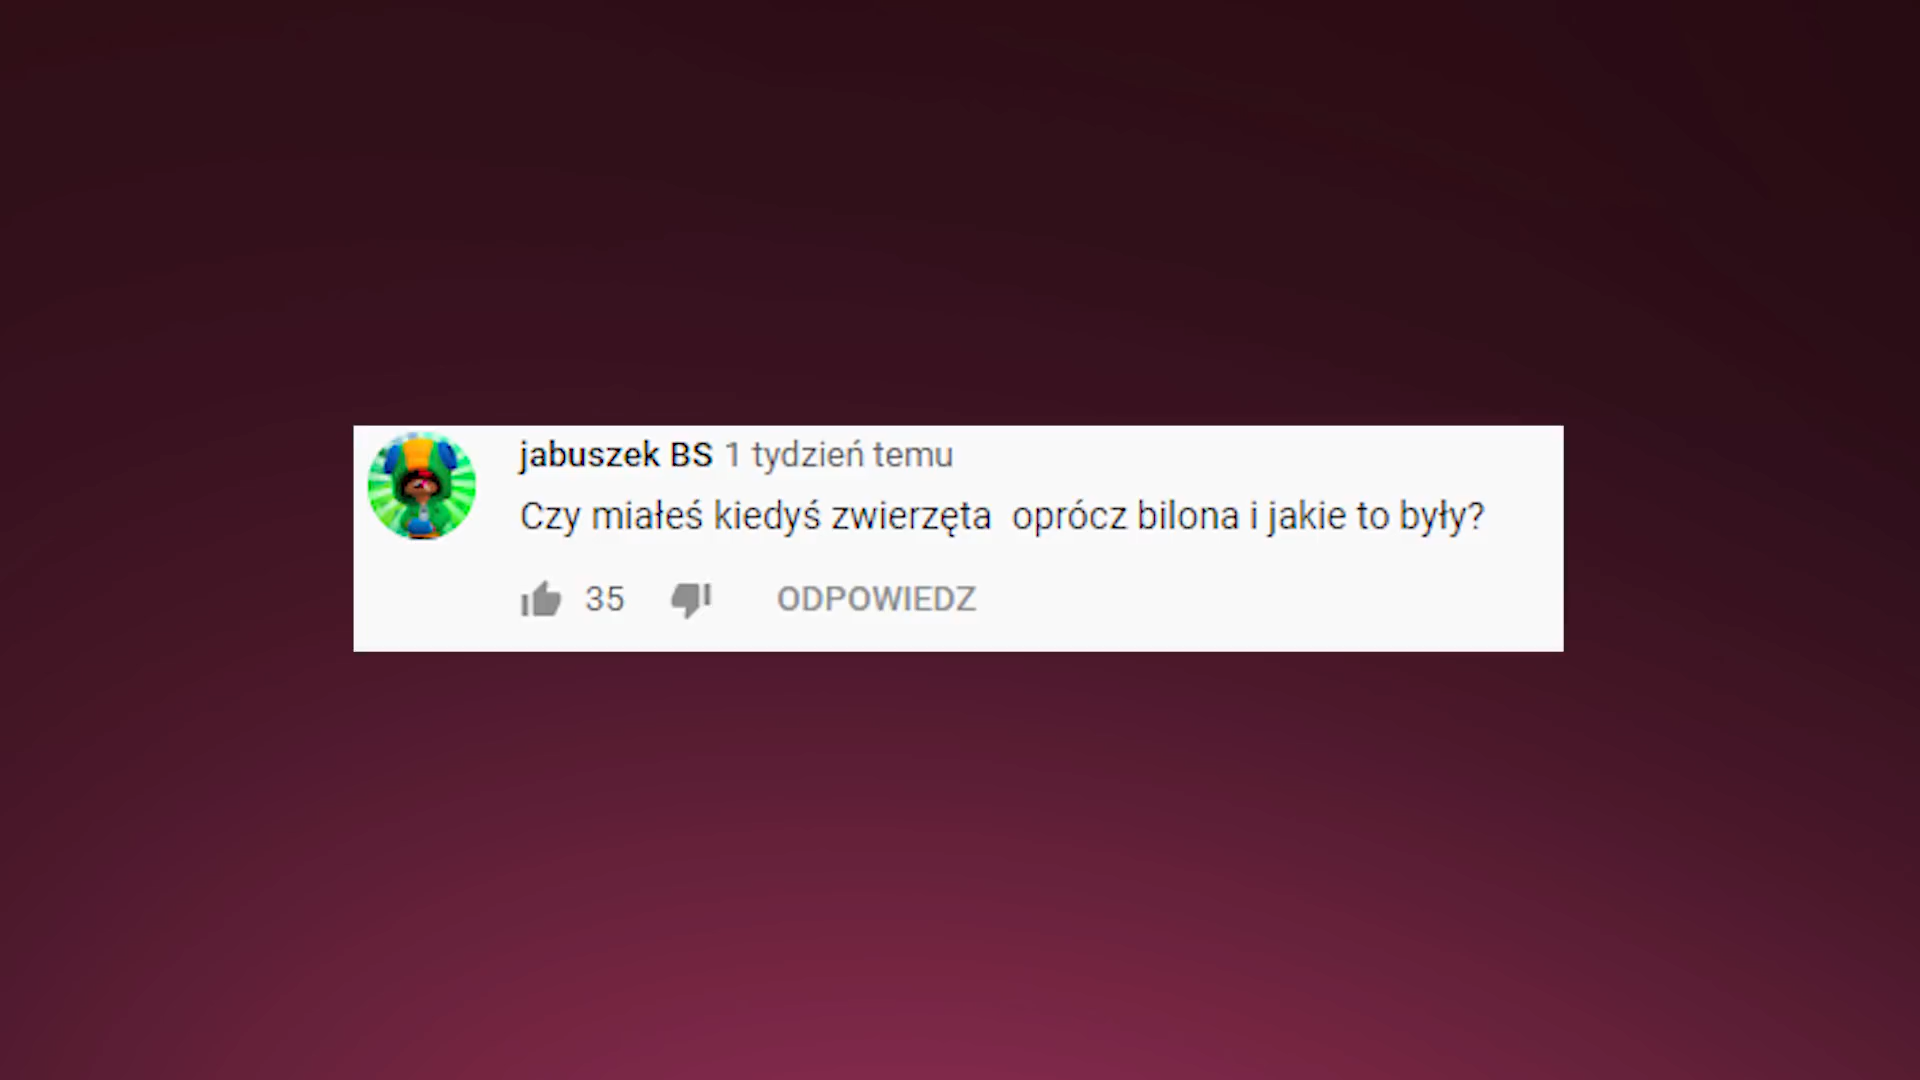 jabuszek BS 1 tydzień temu
Czy miałeś kiedyś zwierzęta  oprócz bilona i jakie to były?
35 ODPOWIEDZ